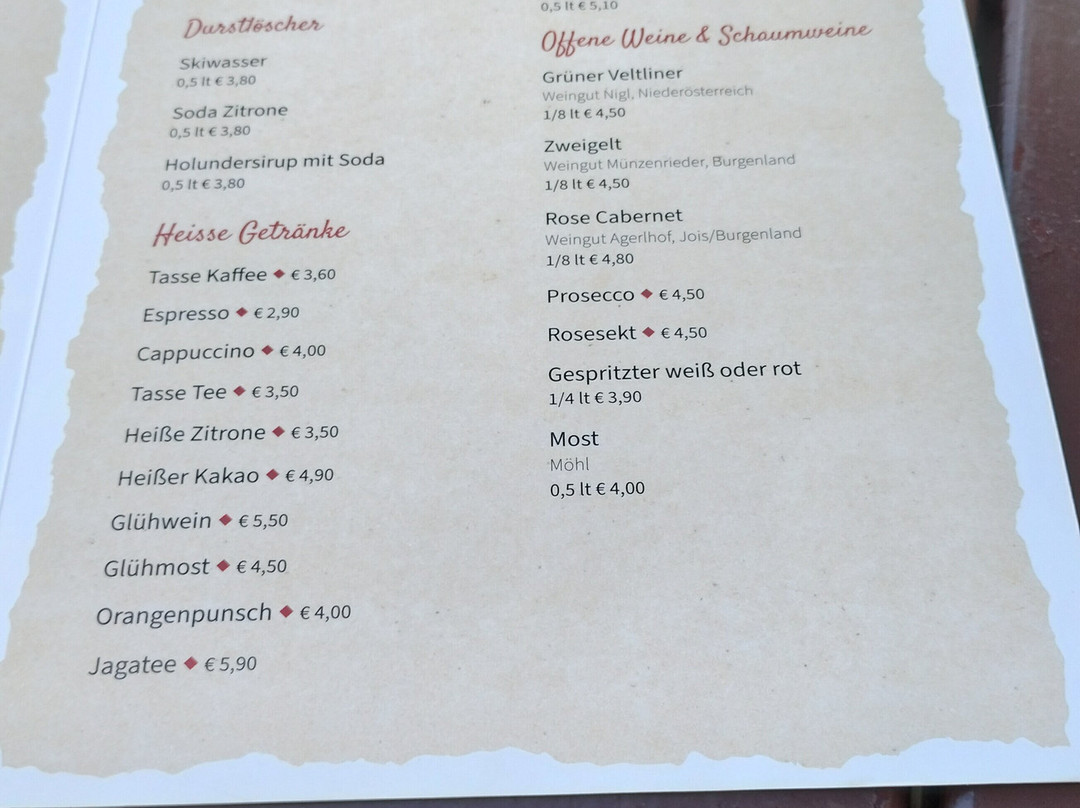 Durstlöscher
Skiwasser
0,5 lt € 3,80
Soda Zitrone
0,5 lt € 3,80
Holundersirup mit Soda
0,5 lt € 3,80
Heisse Getränke
Tasse Kaffee ◆ € 3,60
Espresso ◆ € 2,90
Cappuccino ◆ € 4,00
Tasse Tee ◆ € 3,50
Heiße Zitrone ◆ € 3,50
Heißer Kakao ◆ € 4,90
Glühwein ◆ € 5,50
Glühmost ◆ € 4,50
Orangenpunsch ◆ € 4,00
Jagatee ◆ € 5,90
0,5 lt € 5,10
Offene Weine & Schaumweine
Grüner Veltliner
Weingut Nigl, Niederösterreich
1/8 lt € 4,50
Zweigelt
Weingut Münzenrieder, Burgenland
1/8 lt € 4,50
Rose Cabernet
Weingut Agerlhof, Jois/Burgenland
1/8 lt € 4,80
Prosecco ◆ € 4,50
Rosesekt ◆ € 4,50
Gespritzter weiß oder rot
1/4 lt € 3,90
Most
Möhl
0,5 lt € 4,00